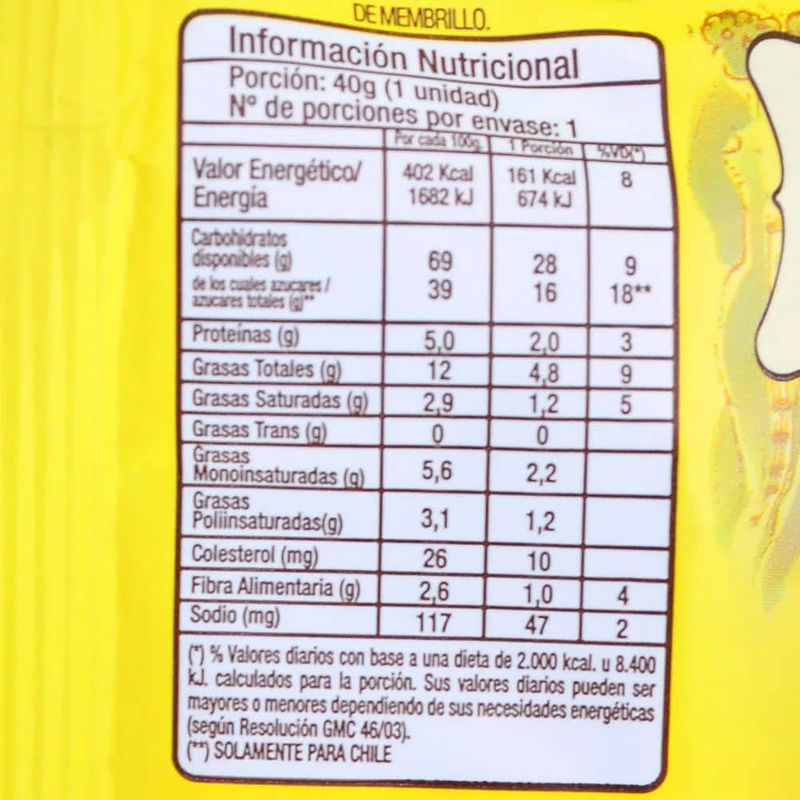 DE MEMBRILLO.
Información Nutricional
Porción: 40g (1 unidad)
Nº de porciones por envase: 1
Por cada 100g 1 Porción %VD(*)
Valor Energético/ 402 Kcal 161 Kcal 8
Energía 1682 kJ 674 kJ
Carbohidratos
disponibles (g) 69 28 9
de los cuales azucares /
azucares totales (g)** 39 16 18**
Proteínas (g) 5,0 2,0 3
Grasas Totales (g) 12 4,8 9
Grasas Saturadas (g) 2,9 1,2 5
Grasas Trans (g) 0 0
Grasas
Monoinsaturadas (g) 5,6 2,2
Grasas
Poliinsaturadas(g) 3,1 1,2
Colesterol (mg) 26 10
Fibra Alimentaria (g) 2,6 1,0 4
Sodio (mg) 117 47 2
(*) % Valores diarios con base a una dieta de 2.000 kcal. u 8.400
kJ. calculados para la porción. Sus valores diarios pueden ser
mayores o menores dependiendo de sus necesidades energéticas
(según Resolución GMC 46/03).
(**) SOLAMENTE PARA CHILE